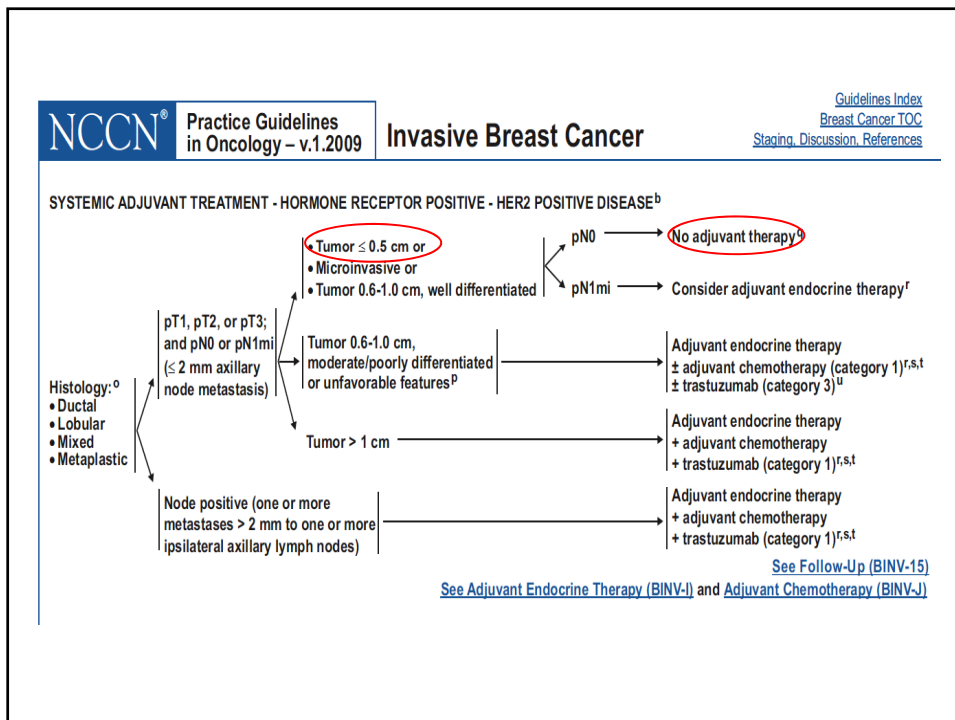 NCCN®
Practice Guidelines
in Oncology – v.1.2009
Invasive Breast Cancer
Guidelines Index
Breast Cancer TOC
Staging, Discussion, References
SYSTEMIC ADJUVANT TREATMENT - HORMONE RECEPTOR POSITIVE - HER2 POSITIVE DISEASEᵇ
Histology:ᵒ
• Ductal
• Lobular
• Mixed
• Metaplastic
pT1, pT2, or pT3;
and pN0 or pN1mi
(≤ 2 mm axillary
node metastasis)
• Tumor ≤ 0.5 cm or
• Microinvasive or
• Tumor 0.6-1.0 cm, well differentiated
pN0
No adjuvant therapyq
pN1mi
Consider adjuvant endocrine therapyʳ
Tumor 0.6-1.0 cm,
moderate/poorly differentiated
or unfavorable featuresᵖ
Adjuvant endocrine therapy
± adjuvant chemotherapy (category 1)ʳ,ˢ,ᵗ
± trastuzumab (category 3)ᵘ
Tumor > 1 cm
Adjuvant endocrine therapy
+ adjuvant chemotherapy
+ trastuzumab (category 1)ʳ,ˢ,ᵗ
Node positive (one or more
metastases > 2 mm to one or more
ipsilateral axillary lymph nodes)
Adjuvant endocrine therapy
+ adjuvant chemotherapy
+ trastuzumab (category 1)ʳ,ˢ,ᵗ
See Follow-Up (BINV-15)
See Adjuvant Endocrine Therapy (BINV-I) and Adjuvant Chemotherapy (BINV-J)